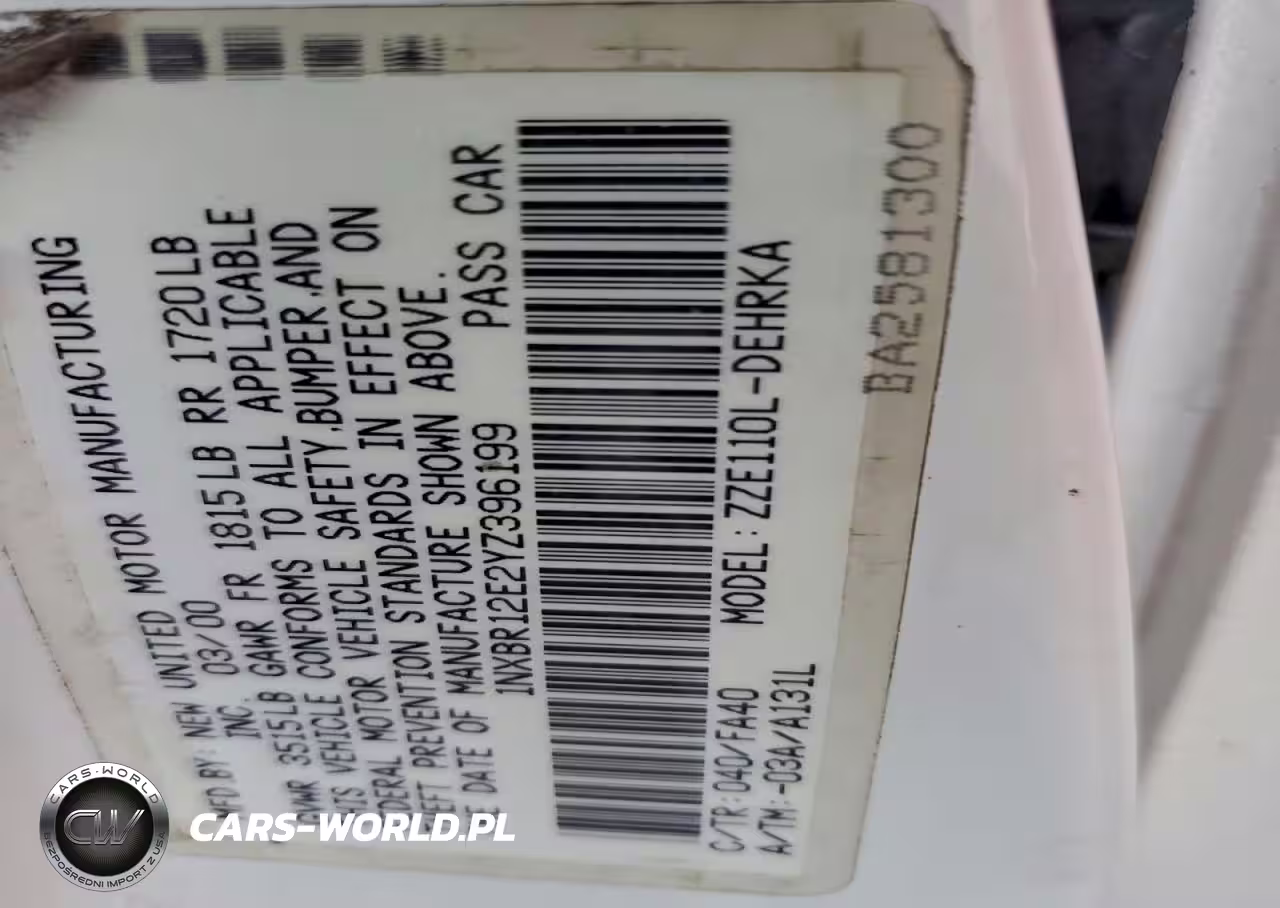 MFD.BY: NEW UNITED MOTOR MANUFACTURING
INC. 03/00
GVWR 3515LB GAWR FR 1815LB RR 1720LB
THIS VEHICLE CONFORMS TO ALL APPLICABLE
FEDERAL MOTOR VEHICLE SAFETY,BUMPER,AND
THEFT PREVENTION STANDARDS IN EFFECT ON
THE DATE OF MANUFACTURE SHOWN ABOVE.
1NXBR12E2YZ396199 PASS CAR
C/TR:040/FA40 MODEL:ZZE110L-DEHRKA
A/TM:-03A/A131L
BA2581300
CARS-WORLD
CW
BEZPOŚREDNI IMPORT Z USA
CARS-WORLD.PL